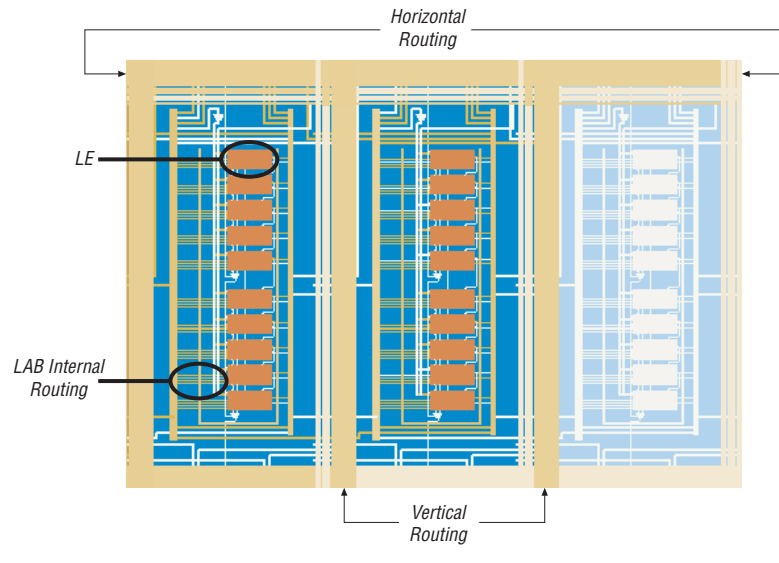 Horizontal
Routing
LE
LAB Internal
Routing
Vertical
Routing